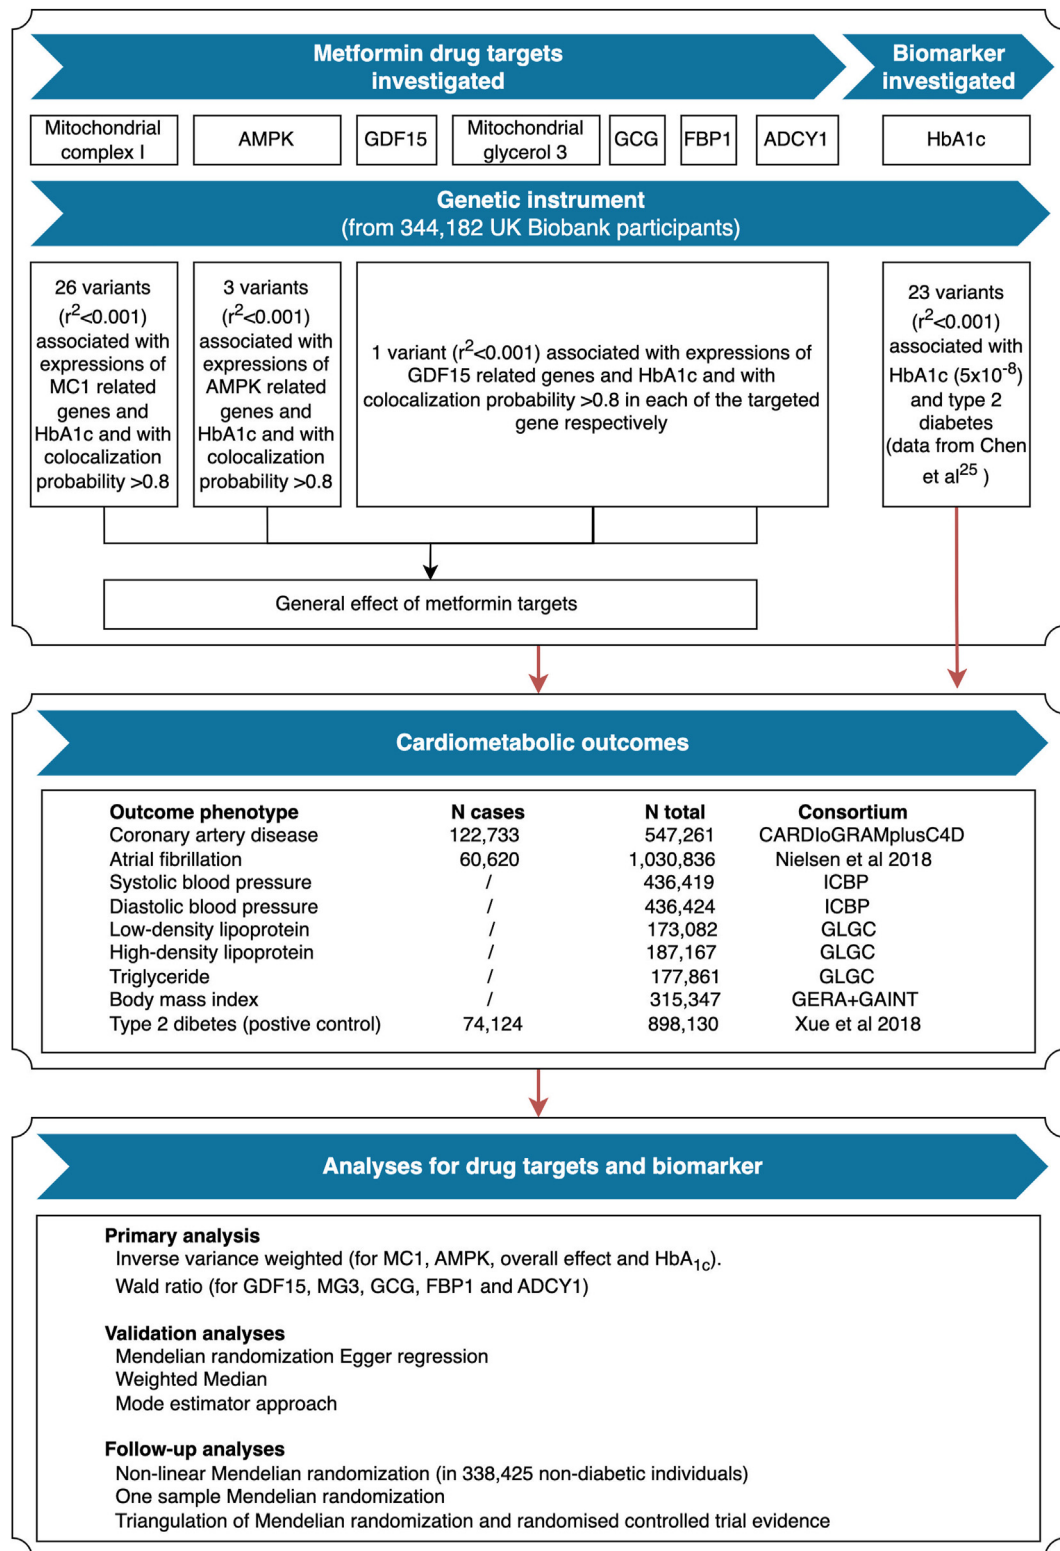 Metformin drug targets
investigated
Biomarker
investigated
Mitochondrial
complex I
AMPK
GDF15
Mitochondrial
glycerol 3
GCG
FBP1
ADCY1
HbA1c
Genetic instrument
(from 344,182 UK Biobank participants)
26 variants
(r²<0.001)
associated with
expressions of
MC1 related
genes and
HbA1c and with
colocalization
probability >0.8
3 variants
(r²<0.001)
associated with
expressions of
AMPK related
genes and
HbA1c and with
colocalization
probability >0.8
1 variant (r²<0.001) associated with expressions of
GDF15 related genes and HbA1c and with
colocalization probability >0.8 in each of the targeted
gene respectively
23 variants
(r²<0.001)
associated with
HbA1c (5x10⁻⁸)
and type 2
diabetes
(data from Chen
et al²⁵ )
General effect of metformin targets
Cardiometabolic outcomes
Outcome phenotype N cases N total Consortium
Coronary artery disease 122,733 547,261 CARDIoGRAMplusC4D
Atrial fibrillation 60,620 1,030,836 Nielsen et al 2018
Systolic blood pressure / 436,419 ICBP
Diastolic blood pressure / 436,424 ICBP
Low-density lipoprotein / 173,082 GLGC
High-density lipoprotein / 187,167 GLGC
Triglyceride / 177,861 GLGC
Body mass index / 315,347 GERA+GAINT
Type 2 dibetes (postive control) 74,124 898,130 Xue et al 2018
Analyses for drug targets and biomarker
Primary analysis
Inverse variance weighted (for MC1, AMPK, overall effect and HbA₁c).
Wald ratio (for GDF15, MG3, GCG, FBP1 and ADCY1)
Validation analyses
Mendelian randomization Egger regression
Weighted Median
Mode estimator approach
Follow-up analyses
Non-linear Mendelian randomization (in 338,425 non-diabetic individuals)
One sample Mendelian randomization
Triangulation of Mendelian randomization and randomised controlled trial evidence